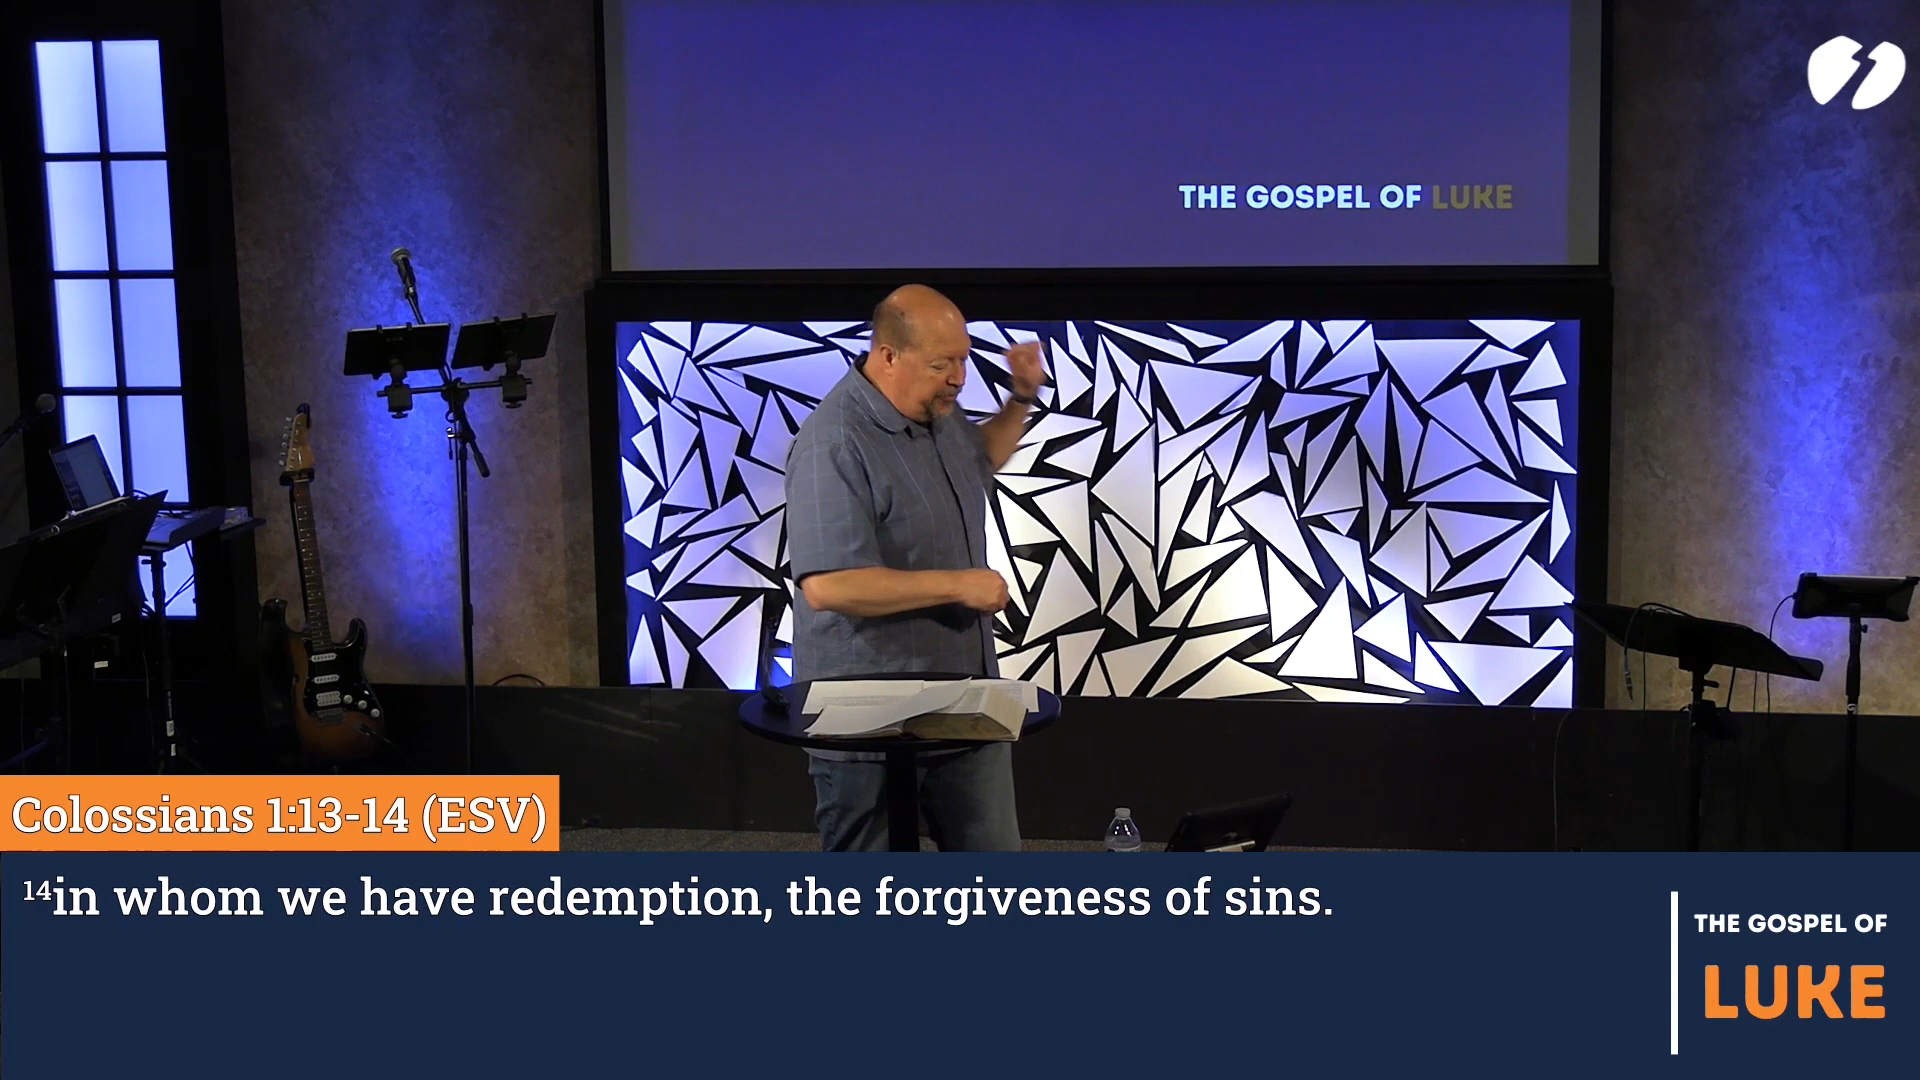 THE GOSPEL OF LUKE
Colossians 1:13-14 (ESV)
14in whom we have redemption, the forgiveness of sins.
THE GOSPEL OF
LUKE